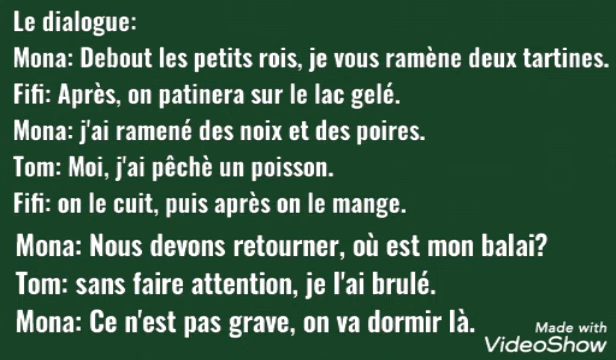 Le dialogue:
Mona: Debout les petits rois, je vous ramène deux tartines.
Fifi: Après, on patinera sur le lac gelé.
Mona: j'ai ramené des noix et des poires.
Tom: Moi, j'ai pêchè un poisson.
Fifi: on le cuit, puis après on le mange.
Mona: Nous devons retourner, où est mon balai?
Tom: sans faire attention, je l'ai brulé.
Mona: Ce n'est pas grave, on va dormir là.
Made with
VideoShow